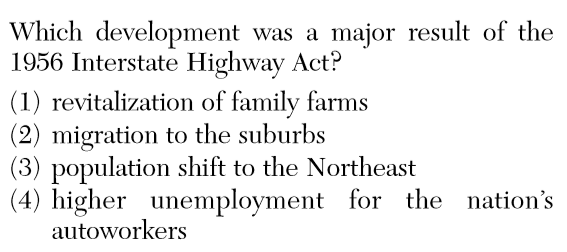 Which development was a major result of the
1956 Interstate Highway Act?
(1) revitalization of family farms
(2) migration to the suburbs
(3) population shift to the Northeast
(4) higher unemployment for the nation’s
autoworkers